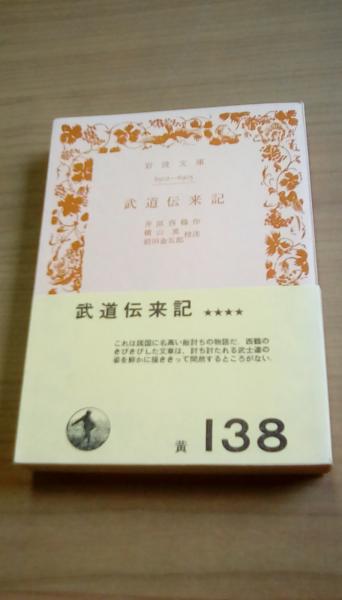 岩波文庫
5902—5905
武道伝来記
井原西鶴作
横山重
前田金五郎 校注
武道伝来記 ★★★★
これは諸国に名高い敵討ちの物語だ．西鶴の
きびきびした文章は，討ち討たれる武士達の
姿を鮮かに描ききって間然するところがない．
黄 138